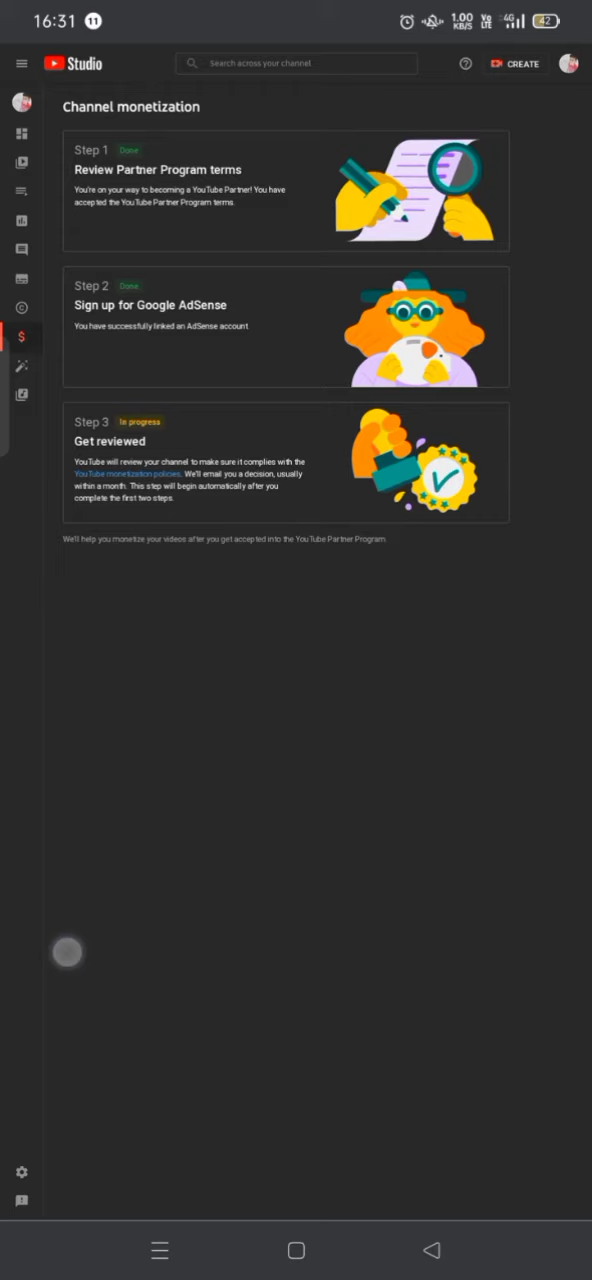 16:31 11 1.00 KB/S Vo LTE 4G 42
Studio Search across your channel CREATE
Channel monetization
Step 1 Done
Review Partner Program terms
You're on your way to becoming a YouTube Partner! You have
accepted the YouTube Partner Program terms.
Step 2 Done
Sign up for Google AdSense
You have successfully linked an AdSense account
Step 3 In progress
Get reviewed
YouTube will review your channel to make sure it complies with the
YouTube monetization policies. We'll email you a decision, usually
within a month. This step will begin automatically after you
complete the first two steps.
We'll help you monetize your videos after you get accepted into the YouTube Partner Program.